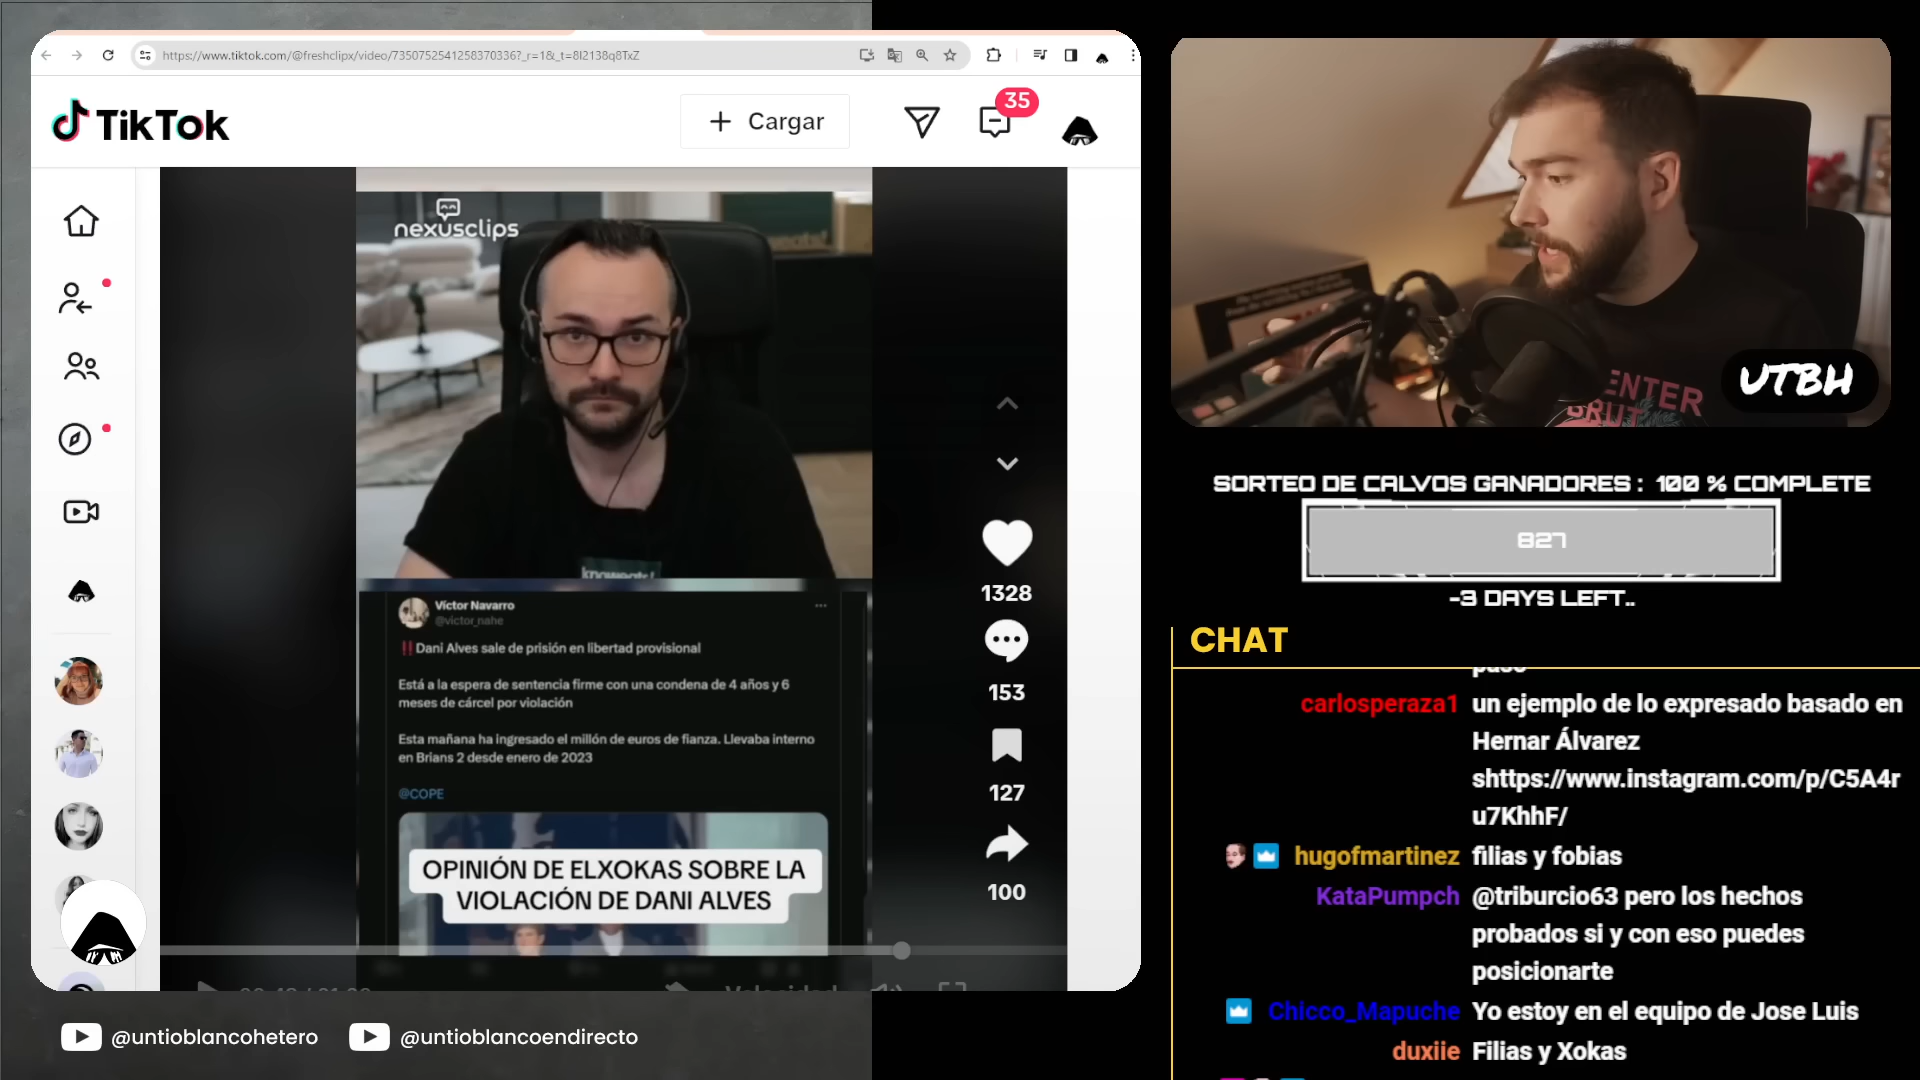 https://www.tiktok.com/@freshclipx/video/7350752541258370336?_r=1&_t=8l2138q8TxZ
TikTok
Cargar
35
nexusclips
knoweats!
Víctor Navarro
@victor_nahe
‼Dani Alves sale de prisión en libertad provisional
Está a la espera de sentencia firme con una condena de 4 años y 6
meses de cárcel por violación
Esta mañana ha ingresado el millón de euros de fianza. Llevaba interno
en Brians 2 desde enero de 2023
@COPE
OPINIÓN DE ELXOKAS SOBRE LA
VIOLACIÓN DE DANI ALVES
1328
153
127
100
@untioblancohetero
@untioblancoendirecto
ENTER
BRUT
UTBH
SORTEO DE CALVOS GANADORES : 100 % COMPLETE
827
-3 DAYS LEFT..
CHAT
carlosperaza1 un ejemplo de lo expresado basado en
Hernar Álvarez
shttps://www.instagram.com/p/C5A4r
u7KhhF/
hugofmartinez filias y fobias
KataPumpch @triburcio63 pero los hechos
probados si y con eso puedes
posicionarte
Chicco_Mapuche Yo estoy en el equipo de Jose Luis
duxiie Filias y Xokas